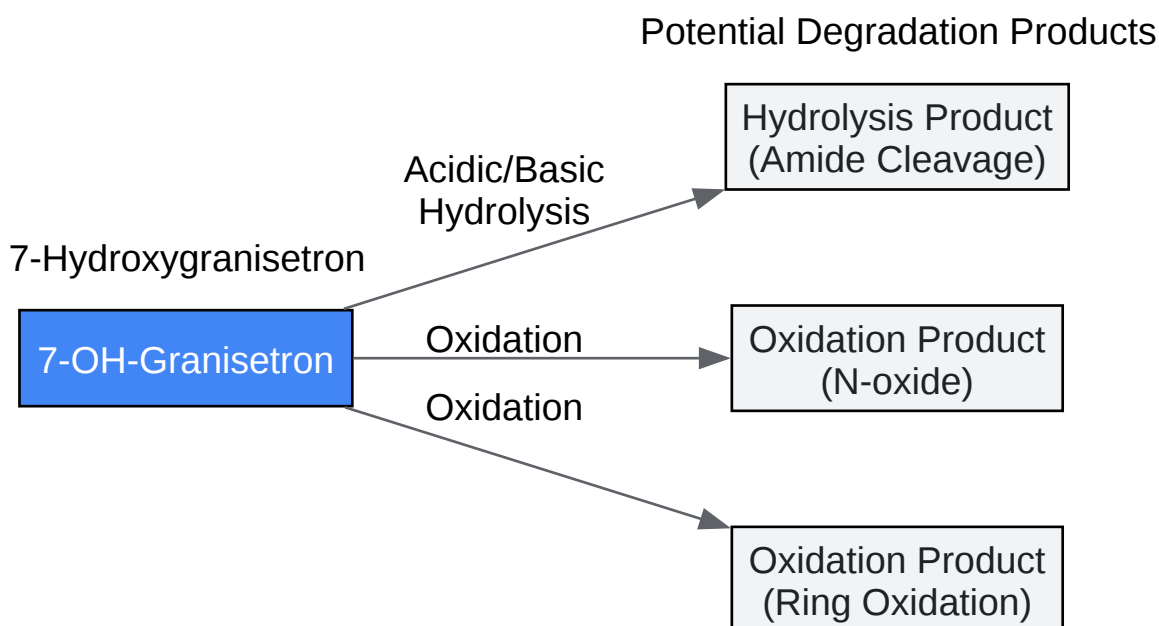 Potential Degradation Products
Hydrolysis Product
(Amide Cleavage)
Acidic/Basic
Hydrolysis
7-Hydroxygranisetron
7-OH-Granisetron
Oxidation
Oxidation Product
(N-oxide)
Oxidation
Oxidation Product
(Ring Oxidation)